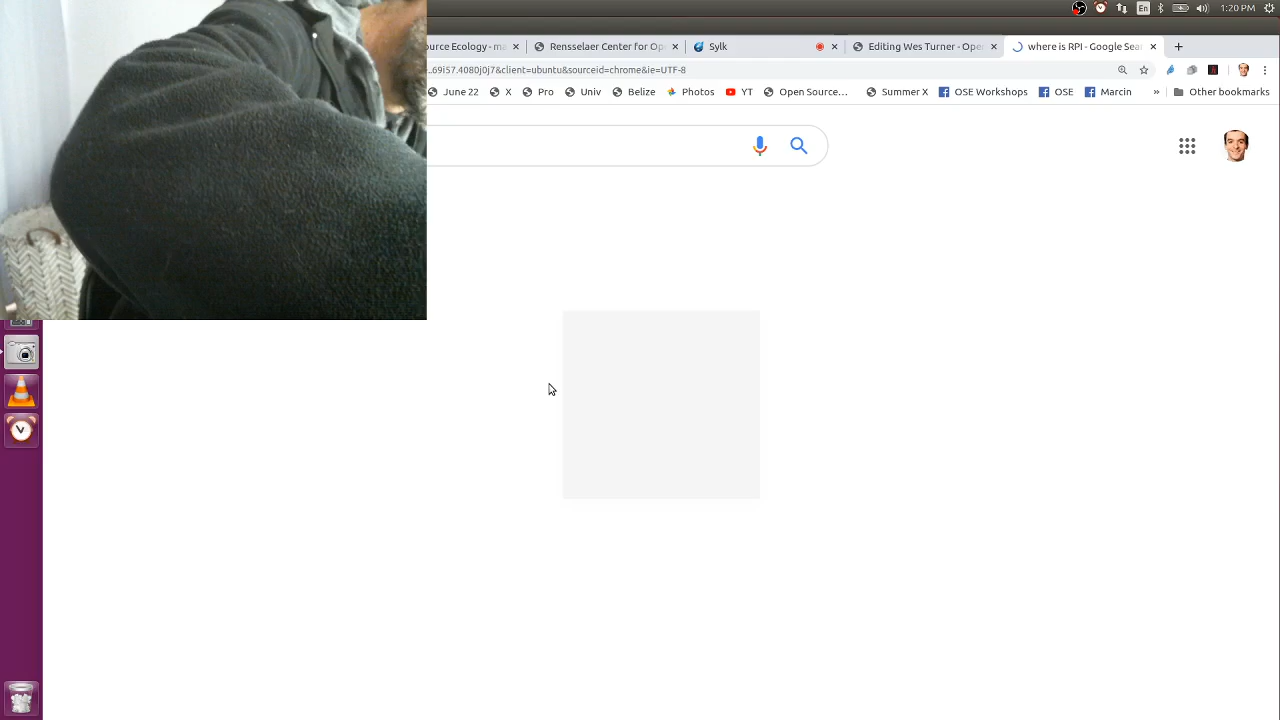 En 1:20 PM
ource Ecology - ma
Rensselaer Center for Op
Sylk
Editing Wes Turner - Ope
where is RPI - Google Sea
..69i57.4080j0j7&client=ubuntu&sourceid=chrome&ie=UTF-8
June 22 X Pro Univ Belize Photos YT Open Source… Summer X OSE Workshops OSE Marcin » Other bookmarks